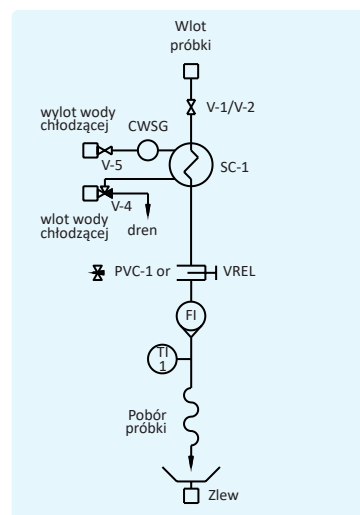 Wlot
próbki
V-1/V-2
wylot wody
chłodzącej
CWSG
V-5
SC-1
V-4
wlot wody
chłodzącej
dren
PVC-1 or
VREL
FI
TI
1
Pobór
próbki
Zlew